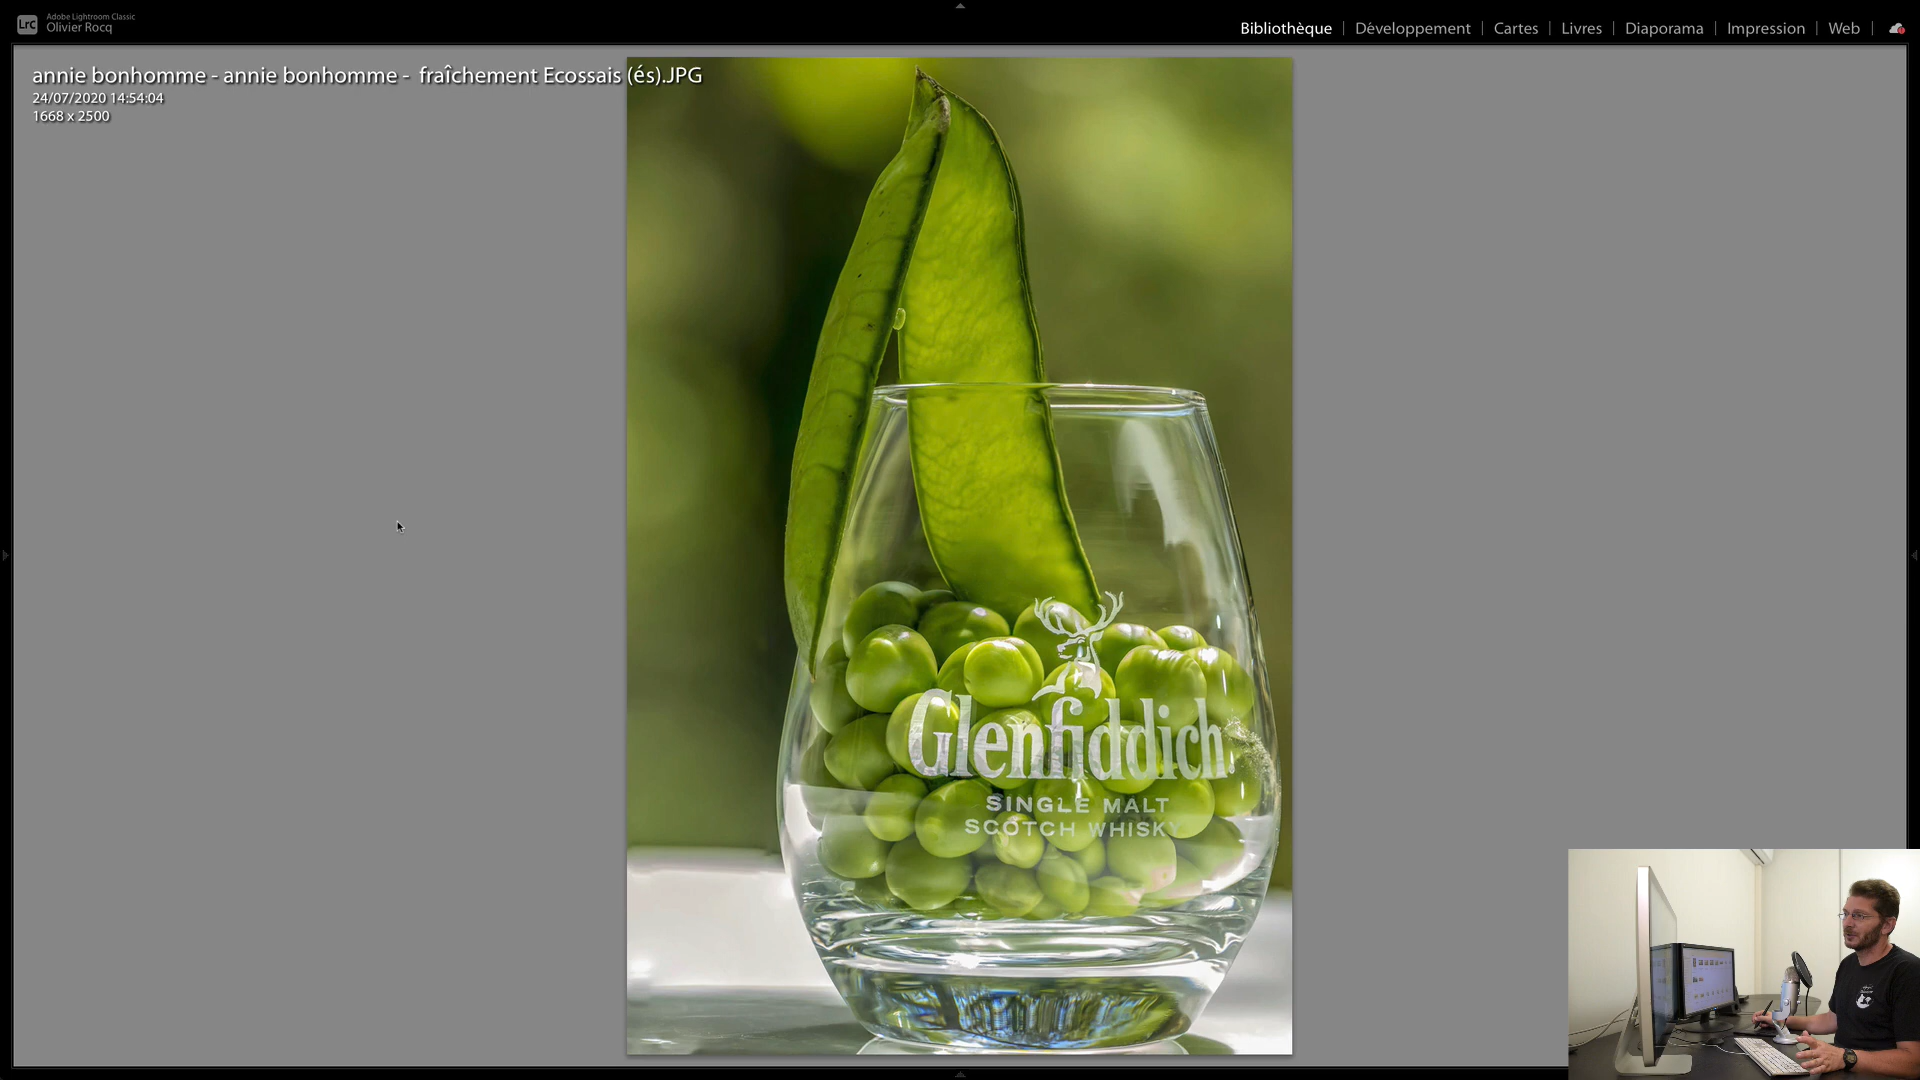 Lrc
Adobe Lightroom Classic
Olivier Rocq
Bibliothèque | Développement | Cartes | Livres | Diaporama | Impression | Web
annie bonhomme - annie bonhomme -  fraîchement Ecossais (és).JPG
24/07/2020 14:54:04
1668 x 2500
Glenfiddich
SINGLE MALT
SCOTCH WHISKY